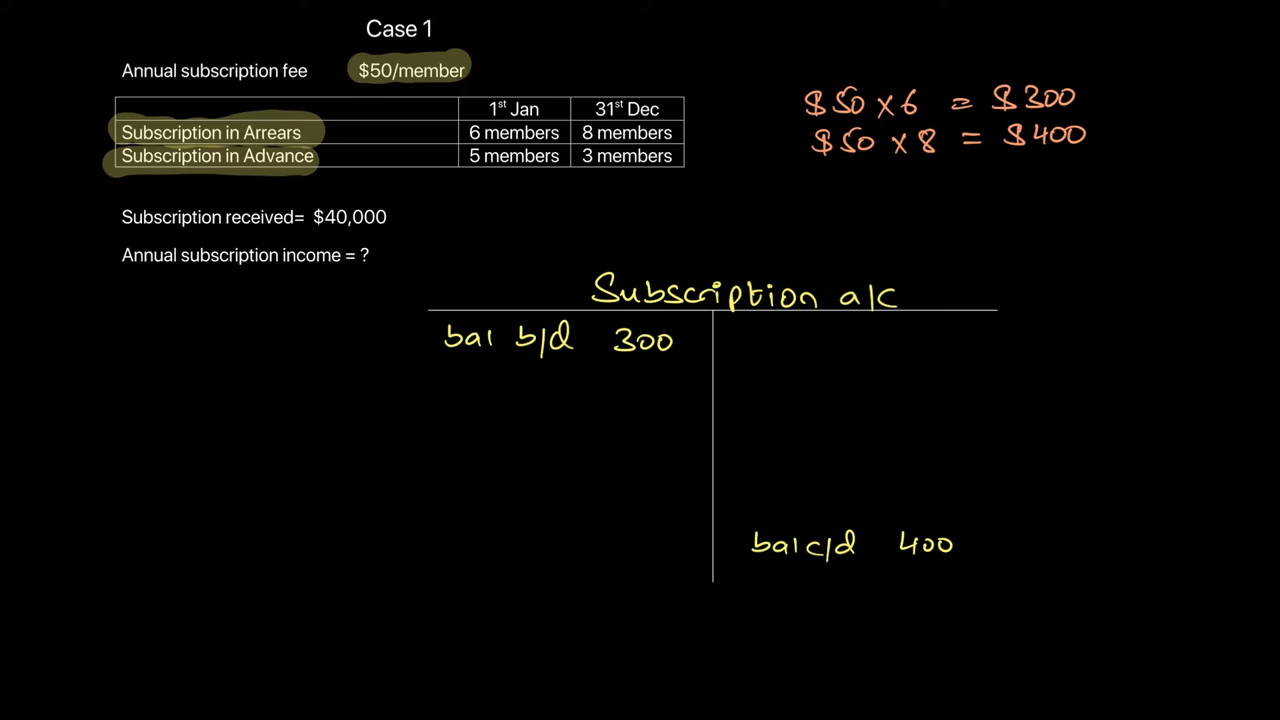 Case 1
Annual subscription fee $50/member
1st Jan 31st Dec
Subscription in Arrears 6 members 8 members
Subscription in Advance 5 members 3 members
Subscription received= $40,000
Annual subscription income = ?
$50 x 6 = $300
$50 x 8 = $400
Subscription a/c
bal b/d 300
bal c/d 400